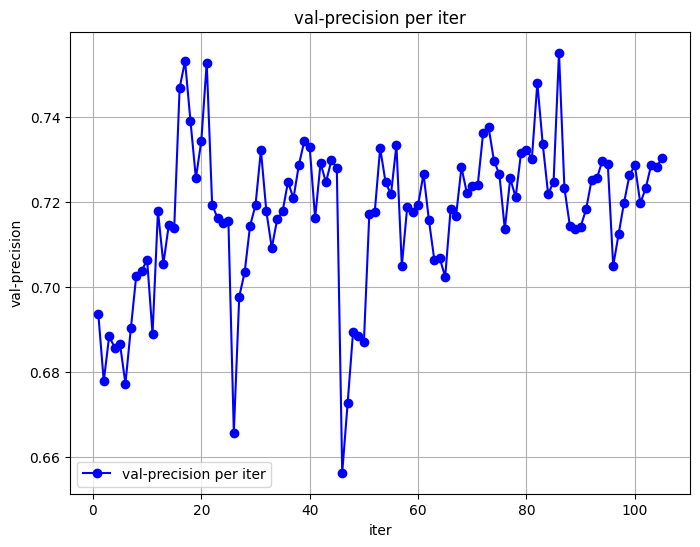 val-precision per iter
val-precision
0.74
0.72
0.70
0.68
0.66
val-precision per iter
0 20 40 60 80 100
iter